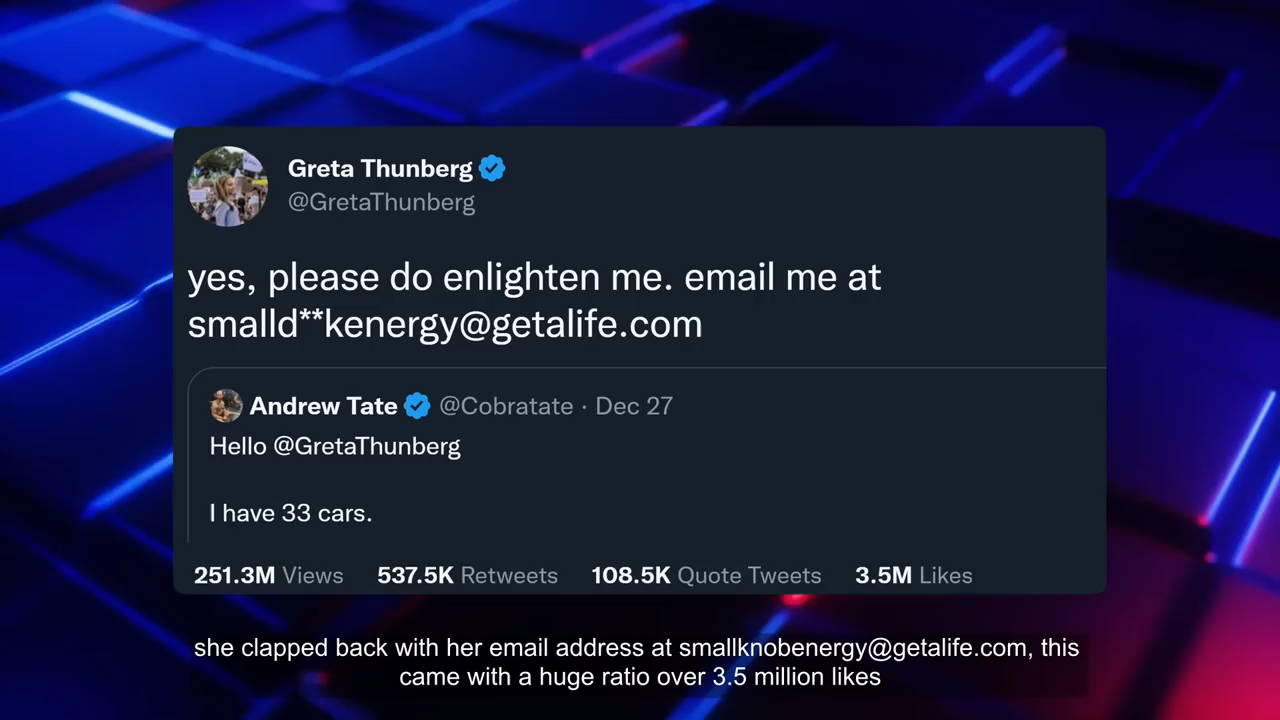 Greta Thunberg
@GretaThunberg
yes, please do enlighten me. email me at
smalld**kenergy@getalife.com
Andrew Tate @Cobratate · Dec 27
Hello @GretaThunberg
I have 33 cars.
251.3M Views 537.5K Retweets 108.5K Quote Tweets 3.5M Likes
she clapped back with her email address at smallknobenergy@getalife.com, this
came with a huge ratio over 3.5 million likes